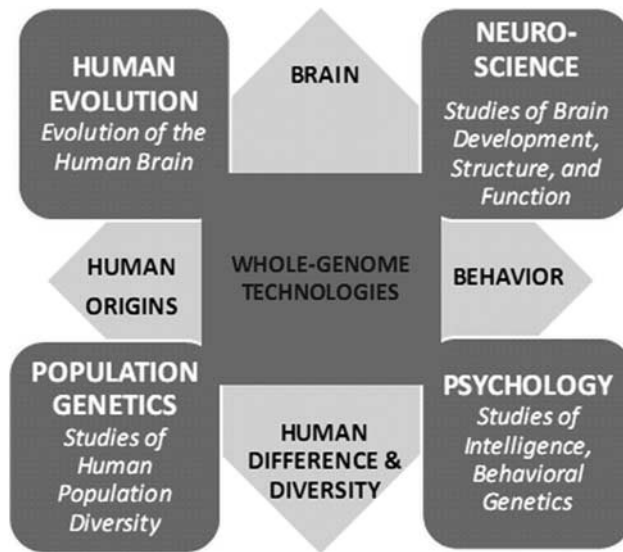 HUMAN
EVOLUTION
Evolution of the
Human Brain
BRAIN
NEURO-
SCIENCE
Studies of Brain
Development,
Structure, and
Function
HUMAN
ORIGINS
WHOLE-GENOME
TECHNOLOGIES
BEHAVIOR
POPULATION
GENETICS
Studies of
Human
Population
Diversity
HUMAN
DIFFERENCE &
DIVERSITY
PSYCHOLOGY
Studies of
Intelligence,
Behavioral
Genetics